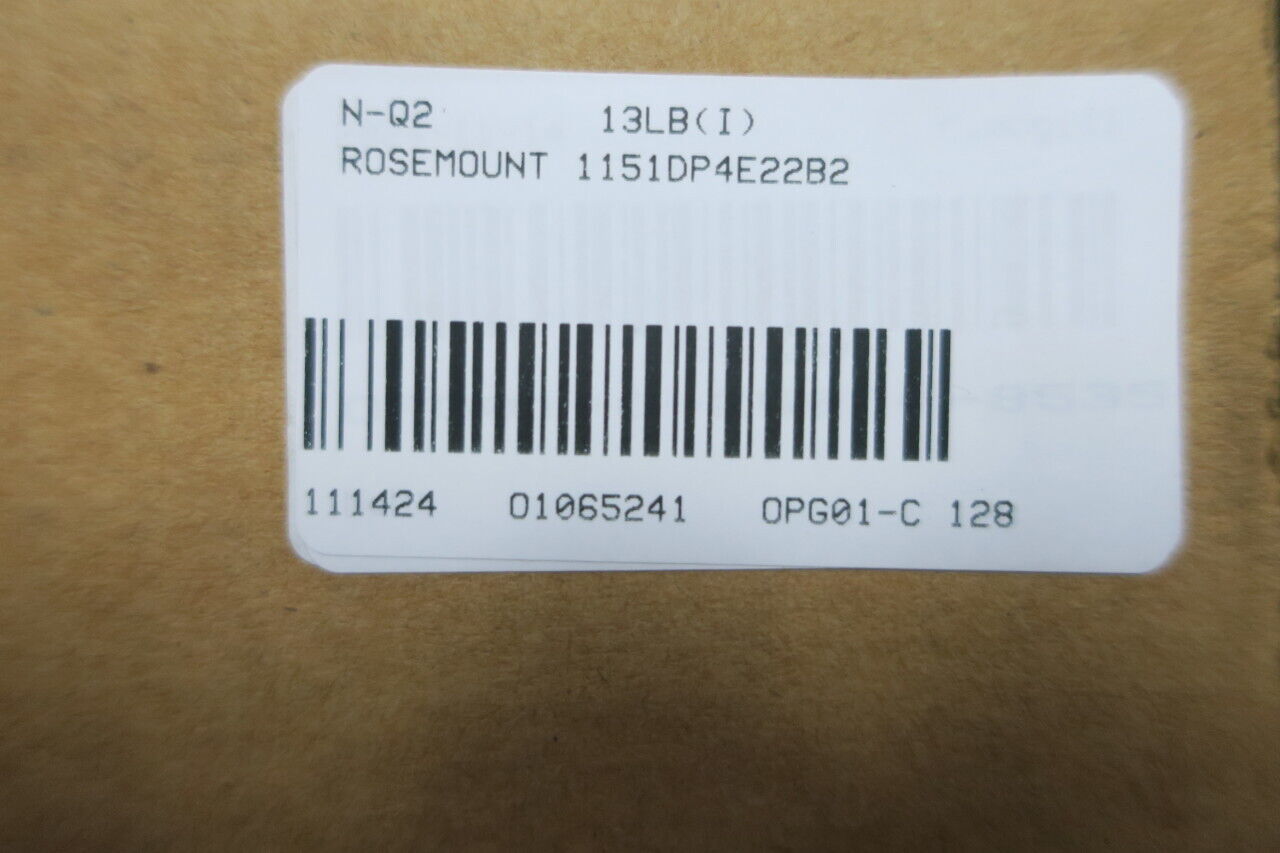 N-Q2 13LB(I)
ROSEMOUNT 1151DP4E22B2
111424 01065241 OPG01-C 128